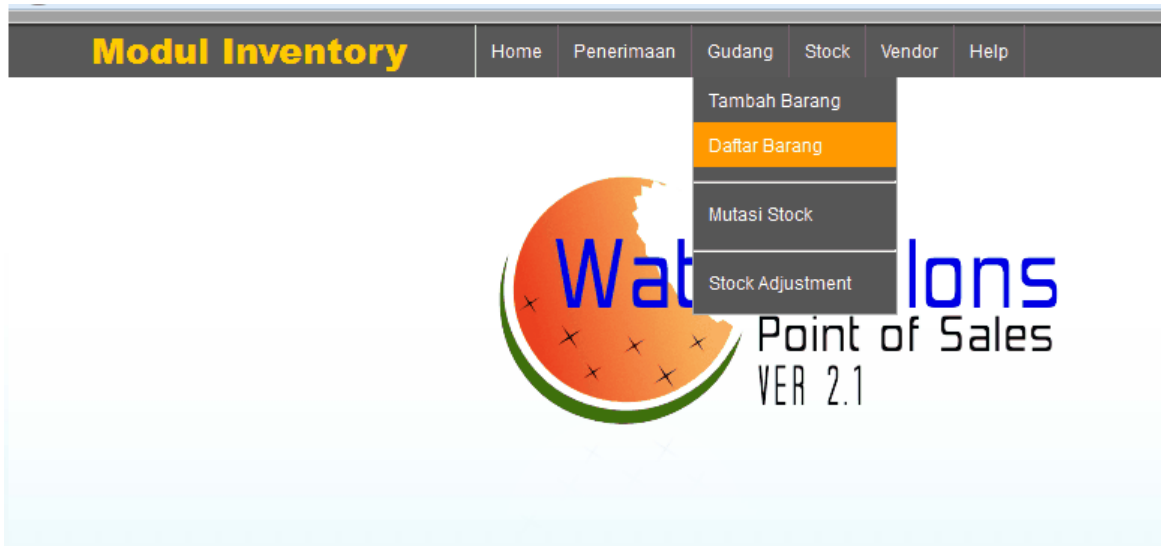 Modul Inventory Home Penerimaan Gudang Stock Vendor Help
Tambah Barang
Daftar Barang
Mutasi Stock
Stock Adjustment
Point of Sales
VER 2.1